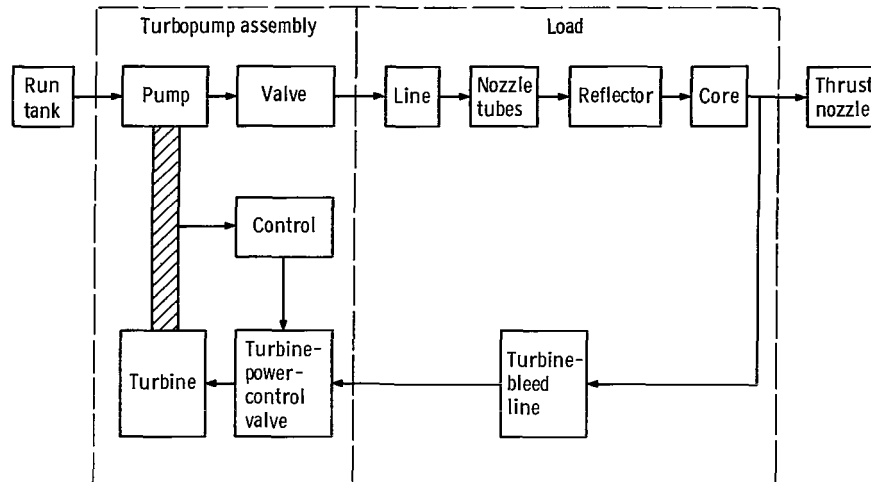 Turbopump assembly
Load
Run
tank
Pump
Valve
Line
Nozzle
tubes
Reflector
Core
Thrust
nozzle
Control
Turbine
Turbine-
power-
control
valve
Turbine-
bleed
line